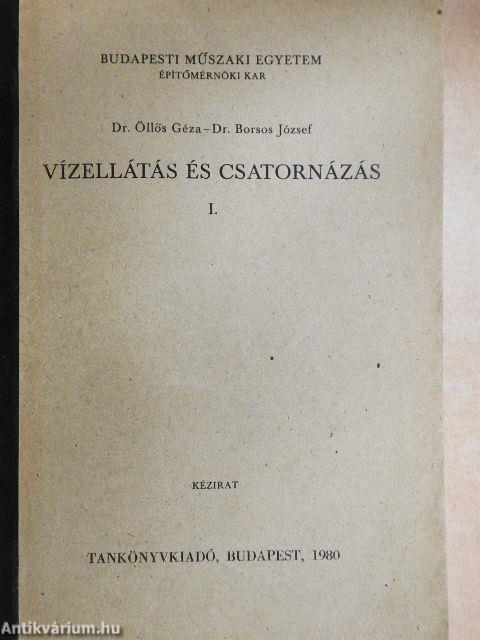 BUDAPESTI MŰSZAKI EGYETEM
ÉPÍTŐMÉRNÖKI KAR
Dr. Öllős Géza – Dr. Borsos József
VÍZELLÁTÁS ÉS CSATORNÁZÁS
I.
KÉZIRAT
TANKÖNYVKIADÓ, BUDAPEST, 1980
Antikvárium.hu